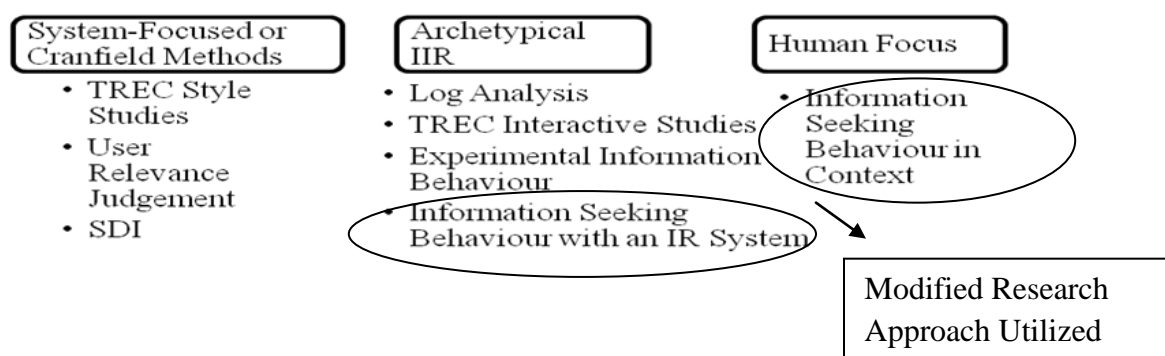 System-Focused or
Cranfield Methods
• TREC Style
Studies
• User
Relevance
Judgement
• SDI
Archetypical
IIR
• Log Analysis
• TREC Interactive Studies
• Experimental Information
Behaviour
• Information Seeking
Behaviour with an IR System
Human Focus
• Information
Seeking
Behaviour in
Context
Modified Research
Approach Utilized